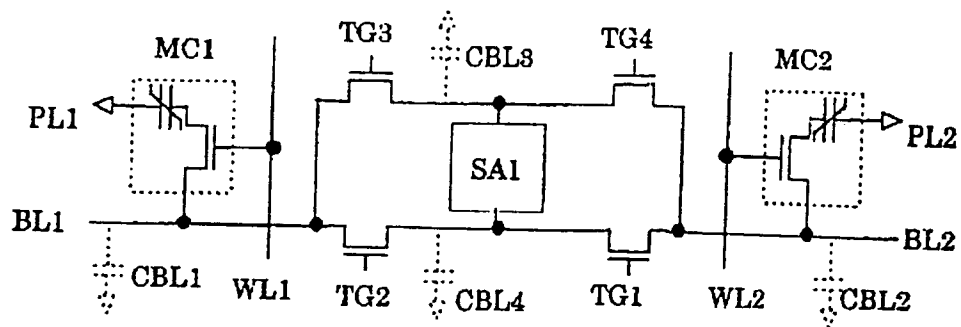 TG3
TG4
CBL3
MC1
MC2
PL1
PL2
SA1
BL1
BL2
CBL1
WL1
TG2
CBL4
TG1
WL2
CBL2